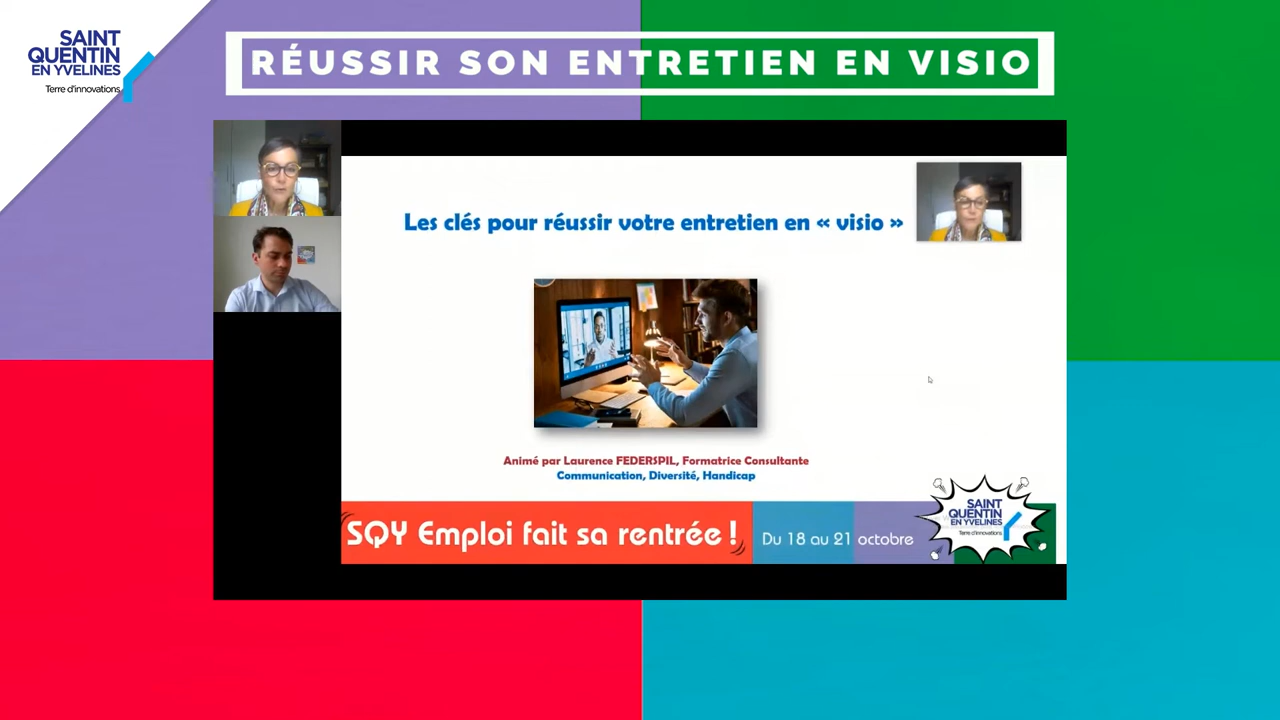 SAINT
QUENTIN
EN YVELINES
Terre d'innovations
RÉUSSIR SON ENTRETIEN EN VISIO
Les clés pour réussir votre entretien en « visio »
Animé par Laurence FEDERSPIL, Formatrice Consultante
Communication, Diversité, Handicap
SQY Emploi fait sa rentrée !
Du 18 au 21 octobre
SAINT
QUENTIN
EN YVELINES
Terre d'innovations